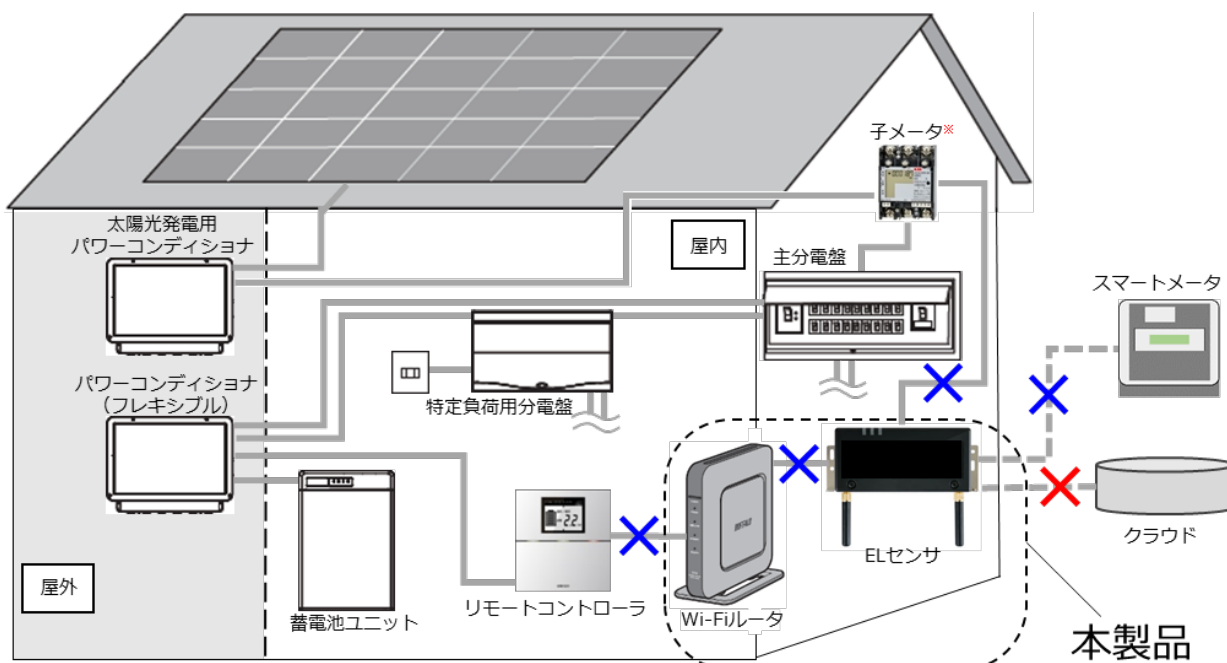 子メータ※
太陽光発電用
パワーコンディショナ
屋内
主分電盤
スマートメータ
パワーコンディショナ
（フレキシブル）
特定負荷用分電盤
クラウド
ELセンサ
屋外
蓄電池ユニット
リモートコントローラ
Wi-Fiルータ
本製品